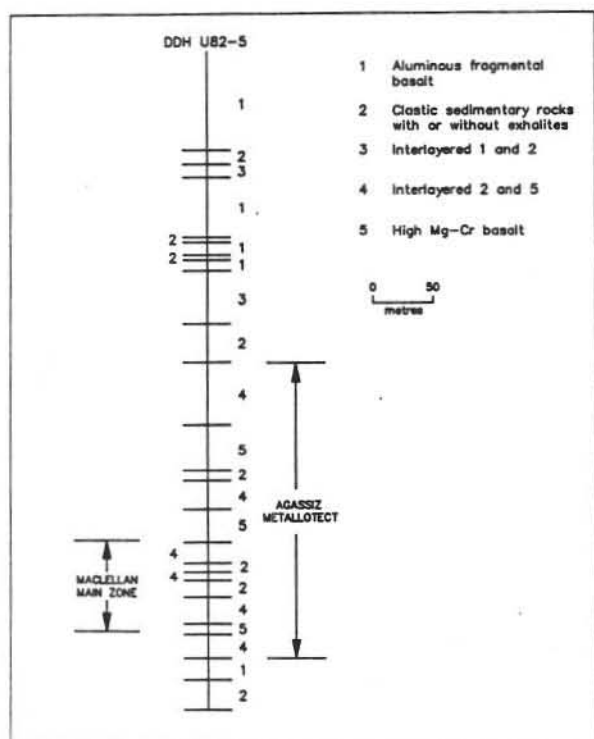 DDH U82-5
1
2
3
1
2
1
2
1
3
2
4
5
2
4
5
4
2
4
2
4
5
4
1
2
MACLELLAN
MAIN ZONE
AGASSIZ
METALLOTECT
1 Aluminous fragmental
basalt
2 Clastic sedimentary rocks
with or without exhalites
3 Interlayered 1 and 2
4 Interlayered 2 and 5
5 High Mg-Cr basalt
0 50
metres